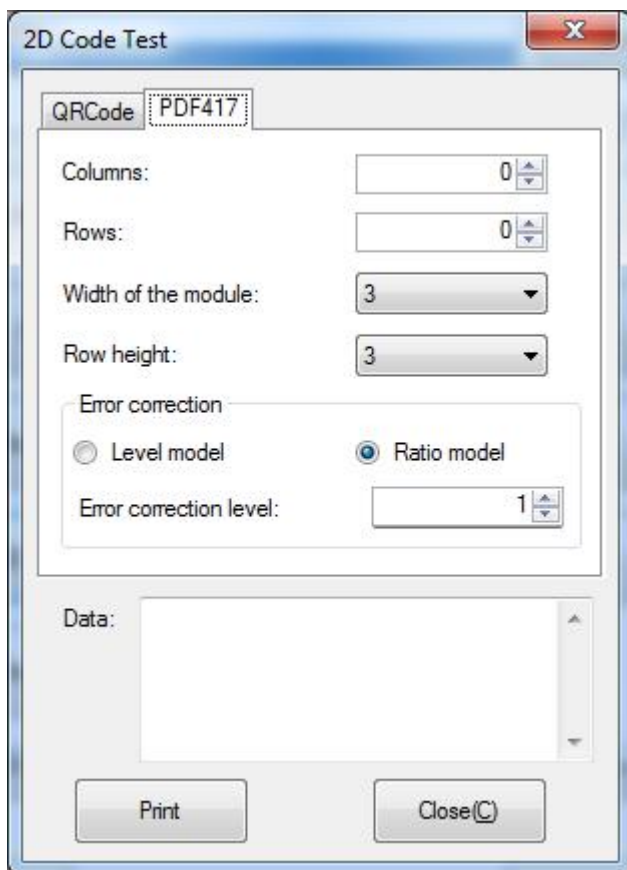 2D Code Test
QRCode PDF417
Columns: 0
Rows: 0
Width of the module: 3
Row height: 3
Error correction
Level model Ratio model
Error correction level: 1
Data:
Print Close(C)